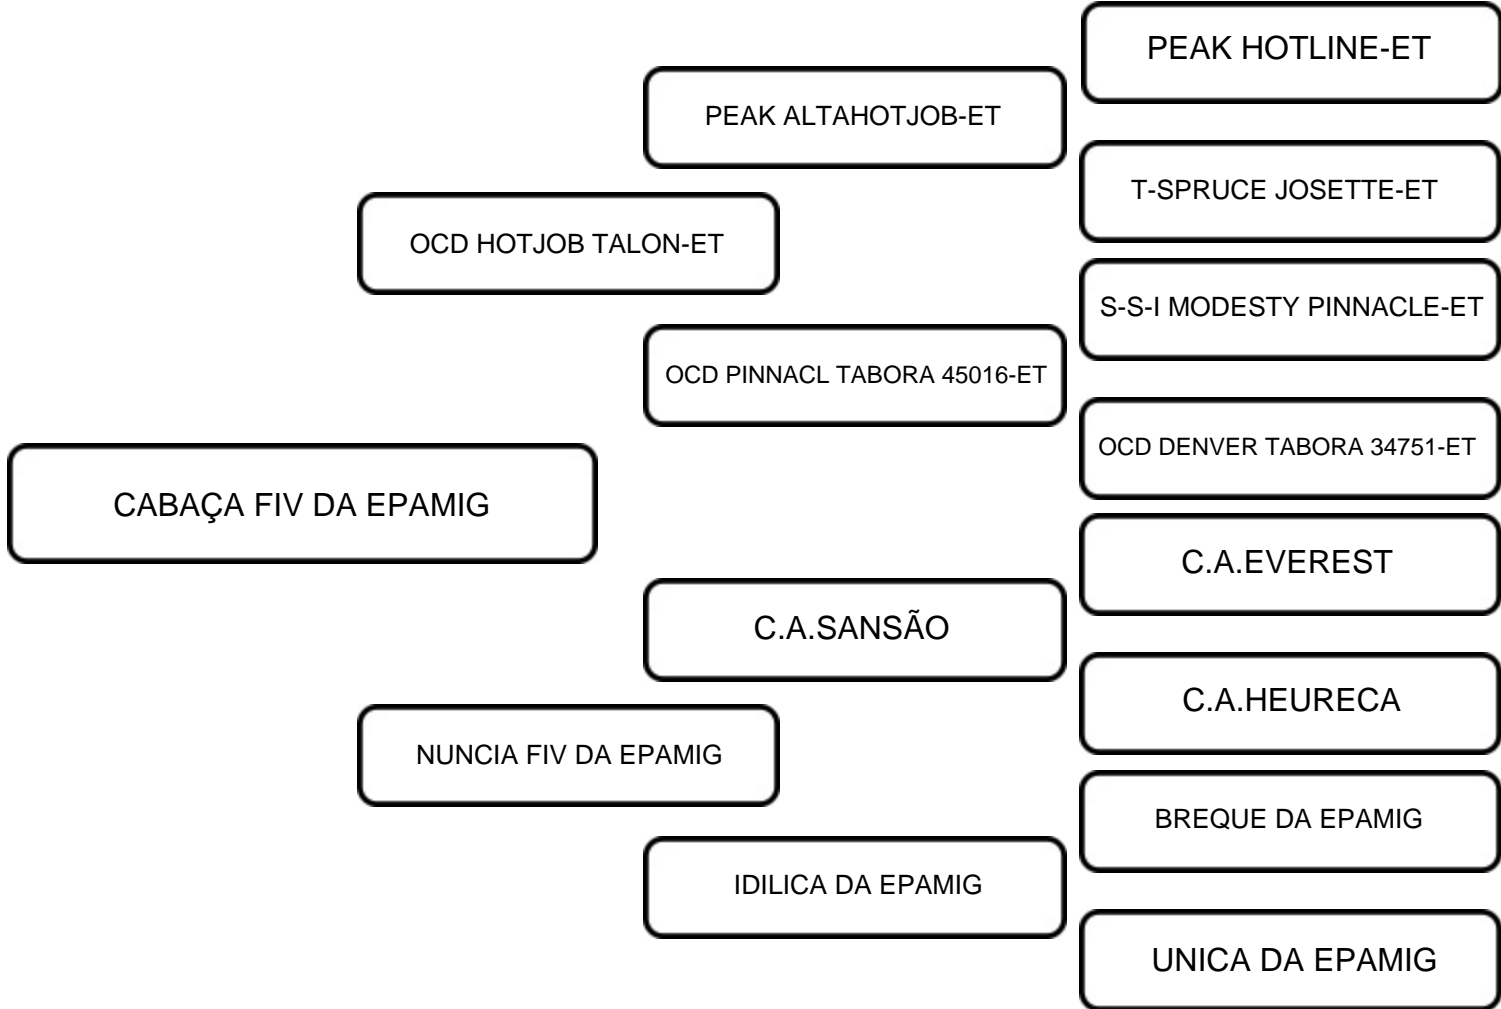 PEAK HOTLINE-ET
PEAK ALTAHOTJOB-ET
T-SPRUCE JOSETTE-ET
OCD HOTJOB TALON-ET
S-S-I MODESTY PINNACLE-ET
OCD PINNACL TABORA 45016-ET
OCD DENVER TABORA 34751-ET
CABAÇA FIV DA EPAMIG
C.A.EVEREST
C.A.SANSÃO
C.A.HEURECA
NUNCIA FIV DA EPAMIG
BREQUE DA EPAMIG
IDILICA DA EPAMIG
UNICA DA EPAMIG